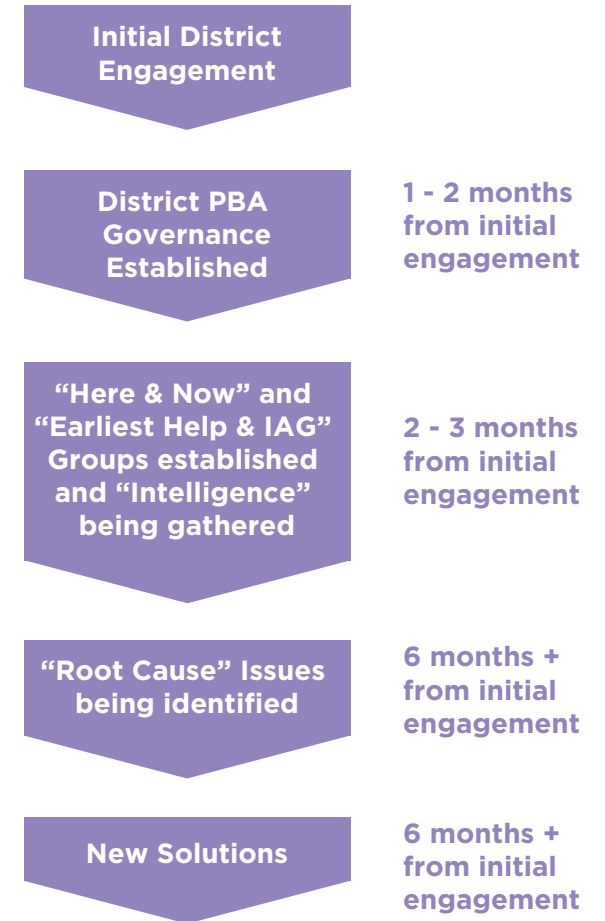 Initial District
Engagement
District PBA
Governance
Established
1 - 2 months
from initial
engagement
“Here & Now” and
“Earliest Help & IAG”
Groups established
and “Intelligence”
being gathered
2 - 3 months
from initial
engagement
“Root Cause” Issues
being identified
6 months +
from initial
engagement
New Solutions
6 months +
from initial
engagement